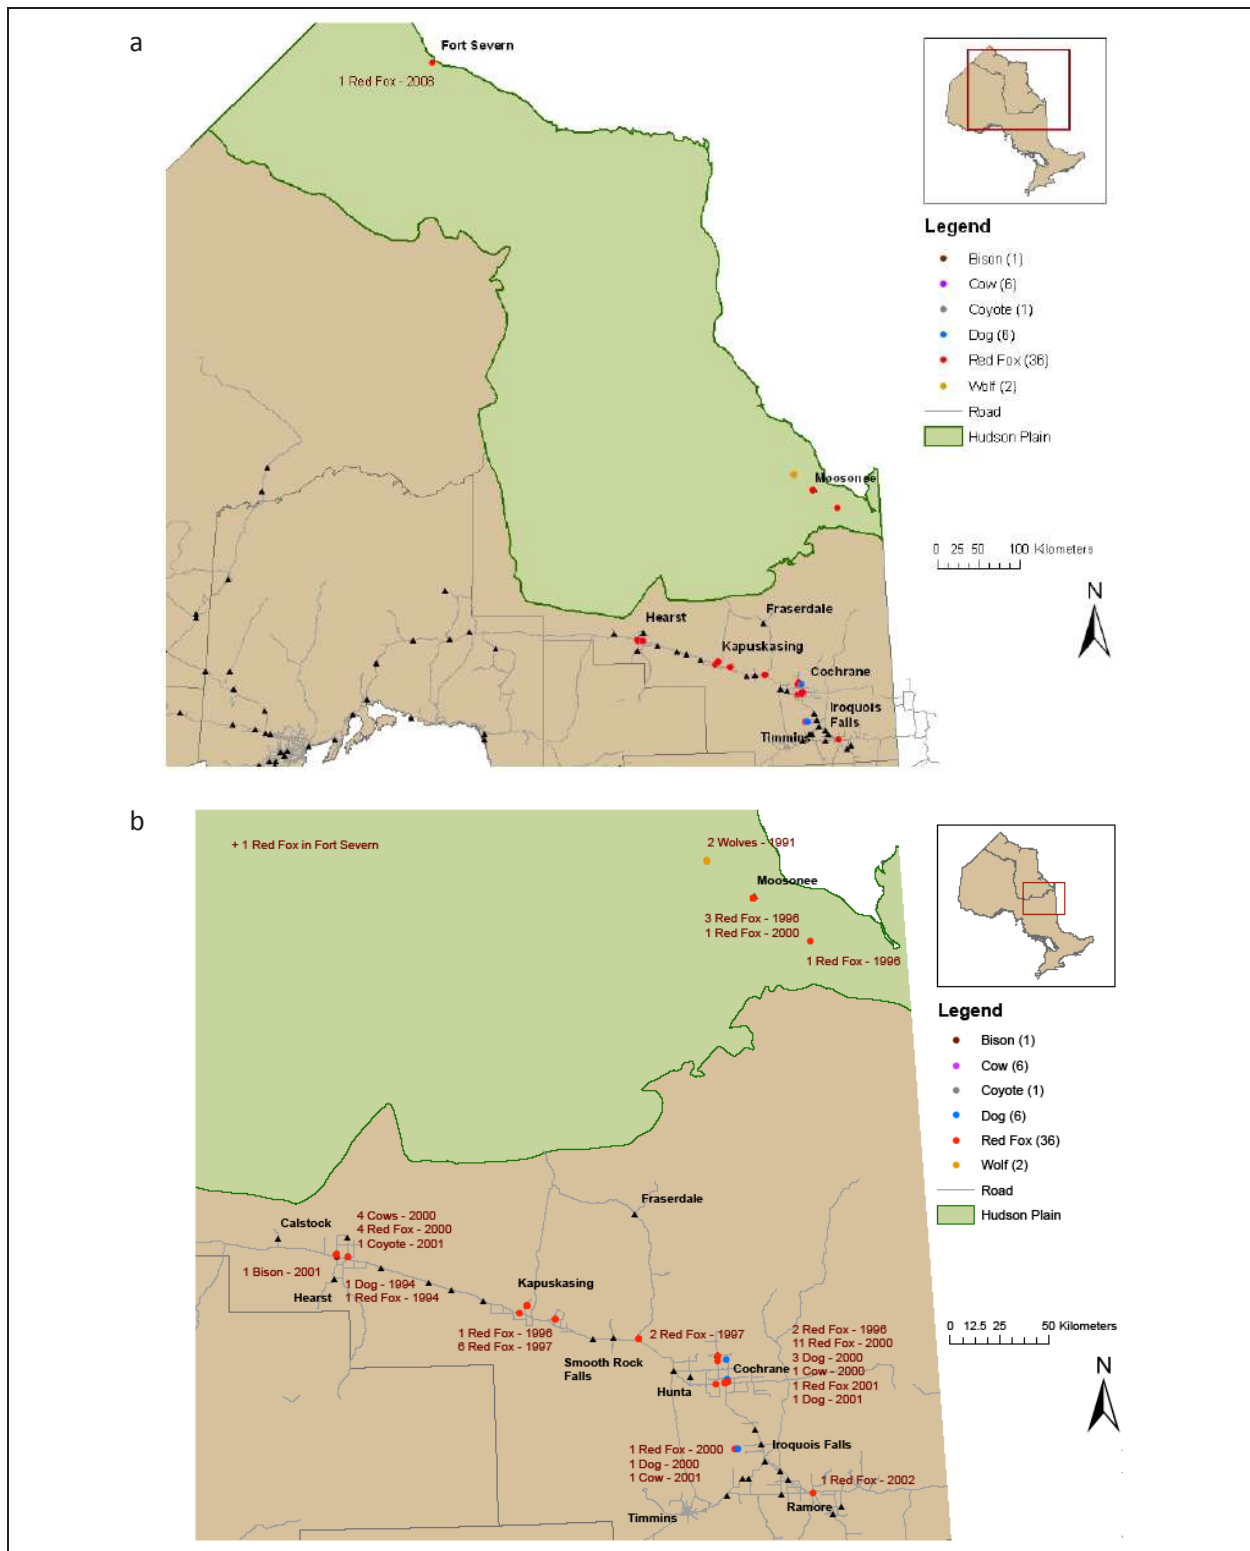 a
Fort Severn
1 Red Fox - 2008
Legend
Bison (1)
Cow (6)
Coyote (1)
Dog (6)
Red Fox (36)
Wolf (2)
Road
Hudson Plain
Moosonee
0 25 50 100 Kilometers
N
Hearst
Fraserdale
Kapuskasing
Cochrane
Iroquois
Falls
Timmins
b
+ 1 Red Fox in Fort Severn
2 Wolves - 1991
Moosonee
3 Red Fox - 1996
1 Red Fox - 2000
1 Red Fox - 1996
Legend
Bison (1)
Cow (6)
Coyote (1)
Dog (6)
Red Fox (36)
Wolf (2)
Road
Hudson Plain
Fraserdale
Calstock
4 Cows - 2000
4 Red Fox - 2000
1 Coyote - 2001
1 Bison - 2001
1 Dog - 1994
Hearst
1 Red Fox - 1994
Kapuskasing
1 Red Fox - 1996
6 Red Fox - 1997
2 Red Fox - 1997
Smooth Rock
Falls
Hunta
Cochrane
2 Red Fox - 1996
11 Red Fox - 2000
3 Dog - 2000
1 Cow - 2000
1 Red Fox 2001
1 Dog - 2001
0 12.5 25 50 Kilometers
N
Iroquois Falls
1 Red Fox - 2000
1 Dog - 2000
1 Cow - 2001
1 Red Fox - 2002
Ramore
Timmins